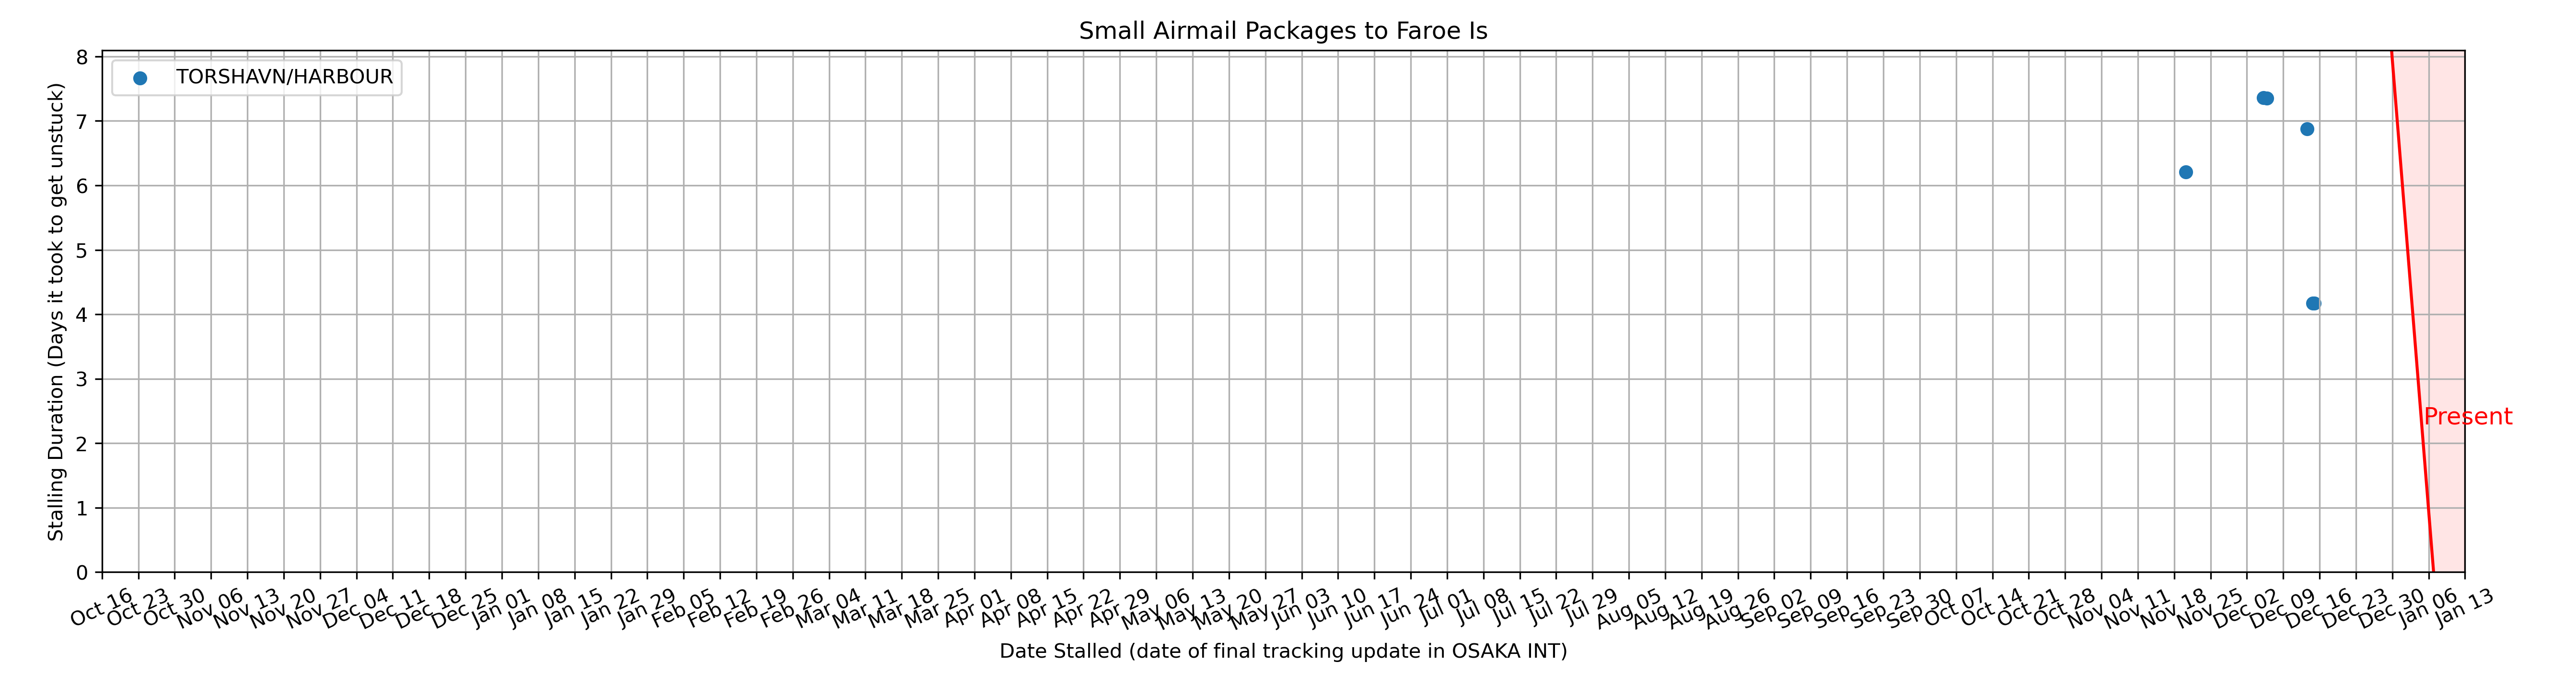 Small Airmail Packages to Faroe Is
TORSHAVN/HARBOUR
Stalling Duration (Days it took to get unstuck)
8
7
6
5
4
3
2
1
0
Present
Oct 16
Oct 23
Oct 30
Nov 06
Nov 13
Nov 20
Nov 27
Dec 04
Dec 11
Dec 18
Dec 25
Jan 01
Jan 08
Jan 15
Jan 22
Jan 29
Feb 05
Feb 12
Feb 19
Feb 26
Mar 04
Mar 11
Mar 18
Mar 25
Apr 01
Apr 08
Apr 15
Apr 22
Apr 29
May 06
May 13
May 20
May 27
Jun 03
Jun 10
Jun 17
Jun 24
Jul 01
Jul 08
Jul 15
Jul 22
Jul 29
Aug 05
Aug 12
Aug 19
Aug 26
Sep 02
Sep 09
Sep 16
Sep 23
Sep 30
Oct 07
Oct 14
Oct 21
Oct 28
Nov 04
Nov 11
Nov 18
Nov 25
Dec 02
Dec 09
Dec 16
Dec 23
Dec 30
Jan 06
Jan 13
Date Stalled (date of final tracking update in OSAKA INT)